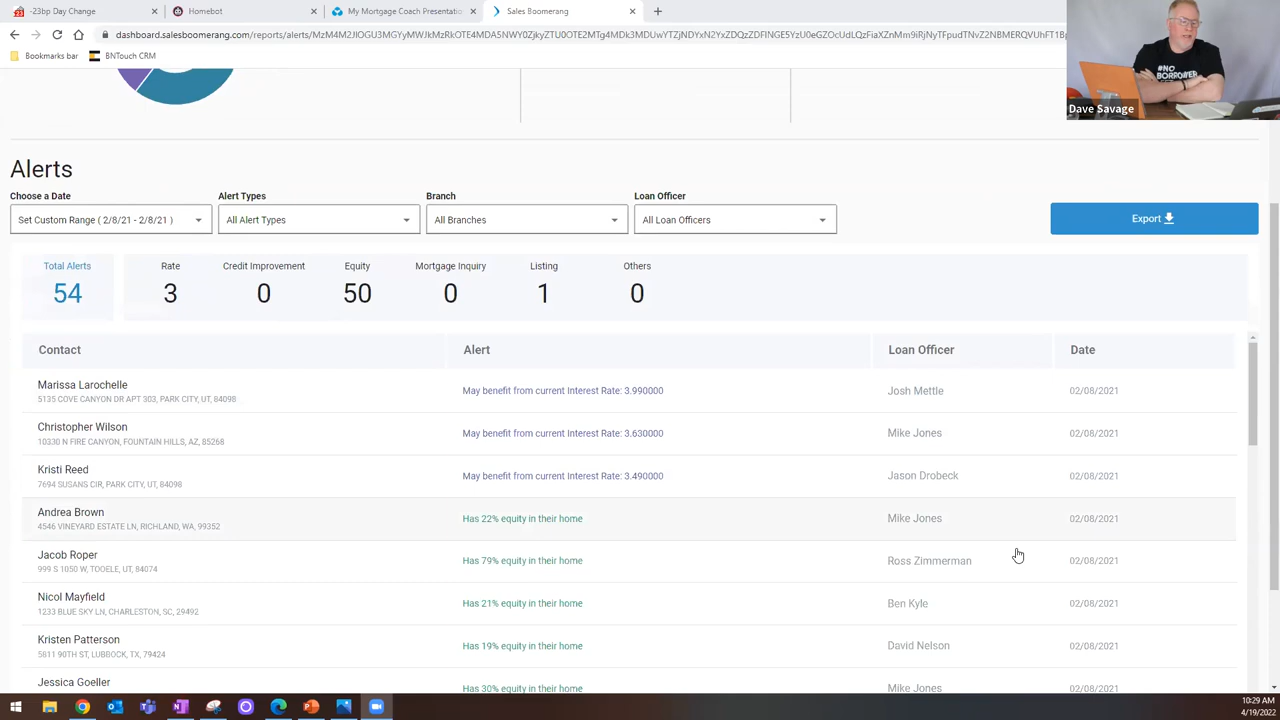 -23bp Day Change
Homebot
My Mortgage Coach Presentatio
Sales Boomerang
Bookmarks bar
BNTouch CRM
#NO
BORROWER
Dave Savage
Alerts
Choose a Date
Alert Types
Branch
Loan Officer
Set Custom Range ( 2/8/21 - 2/8/21 )
All Alert Types
All Branches
All Loan Officers
Export
Total Alerts
Rate
Credit Improvement
Equity
Mortgage Inquiry
Listing
Others
54
3
0
50
0
1
0
Contact
Alert
Loan Officer
Date
Marissa Larochelle
5135 COVE CANYON DR APT 303, PARK CITY, UT, 84098
May benefit from current Interest Rate: 3.990000
Josh Mettle
02/08/2021
Christopher Wilson
10330 N FIRE CANYON, FOUNTAIN HILLS, AZ, 85268
May benefit from current Interest Rate: 3.630000
Mike Jones
02/08/2021
Kristi Reed
7694 SUSANS CIR, PARK CITY, UT, 84098
May benefit from current Interest Rate: 3.490000
Jason Drobeck
02/08/2021
Andrea Brown
4546 VINEYARD ESTATE LN, RICHLAND, WA, 99352
Has 22% equity in their home
Mike Jones
02/08/2021
Jacob Roper
999 S 1050 W, TOOELE, UT, 84074
Has 79% equity in their home
Ross Zimmerman
02/08/2021
Nicol Mayfield
1233 BLUE SKY LN, CHARLESTON, SC, 29492
Has 21% equity in their home
Ben Kyle
02/08/2021
Kristen Patterson
5811 90TH ST, LUBBOCK, TX, 79424
Has 19% equity in their home
David Nelson
02/08/2021
Jessica Goeller
Has 30% equity in their home
Mike Jones
02/08/2021
10:29 AM
4/19/2022